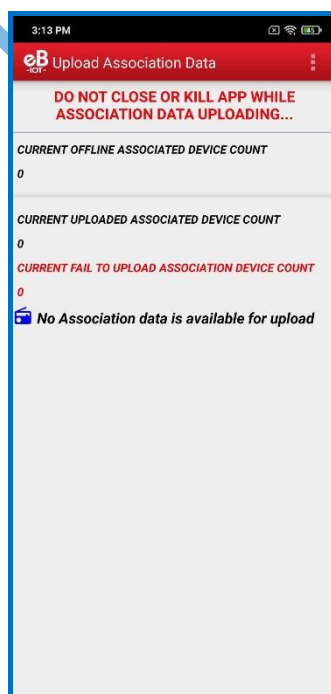 3:13 PM 45
eB
-IOT-
Upload Association Data
DO NOT CLOSE OR KILL APP WHILE
ASSOCIATION DATA UPLOADING...
CURRENT OFFLINE ASSOCIATED DEVICE COUNT
0
CURRENT UPLOADED ASSOCIATED DEVICE COUNT
0
CURRENT FAIL TO UPLOAD ASSOCIATION DEVICE COUNT
0
No Association data is available for upload